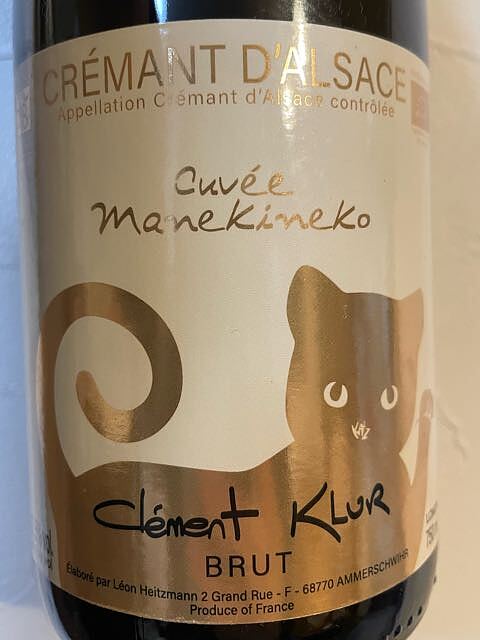 CRÉMANT D'ALSACE
Appellation Crémant d'Alsace contrôlée
Cuvée
Manekineko
KATZ
Clément KLUR
BRUT
Élaboré par Léon Heitzmann 2 Grand Rue - F - 68770 AMMERSCHWIHR
Produce of France